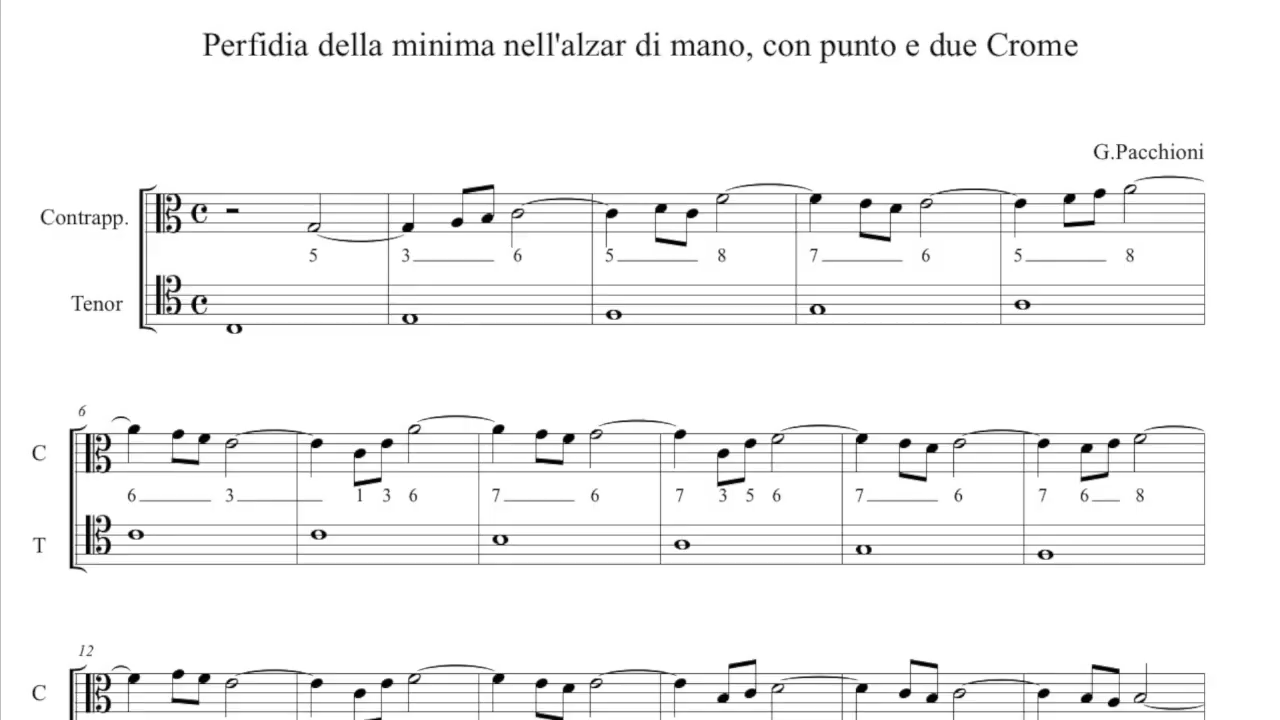 Perfidia della minima nell'alzar di mano, con punto e due Crome
G.Pacchioni
Contrapp.
5 3 6 5 8 7 6 5 8
Tenor
6
C
6 3 1 3 6 7 6 7 3 5 6 7 6 7 6 8
T
12
C